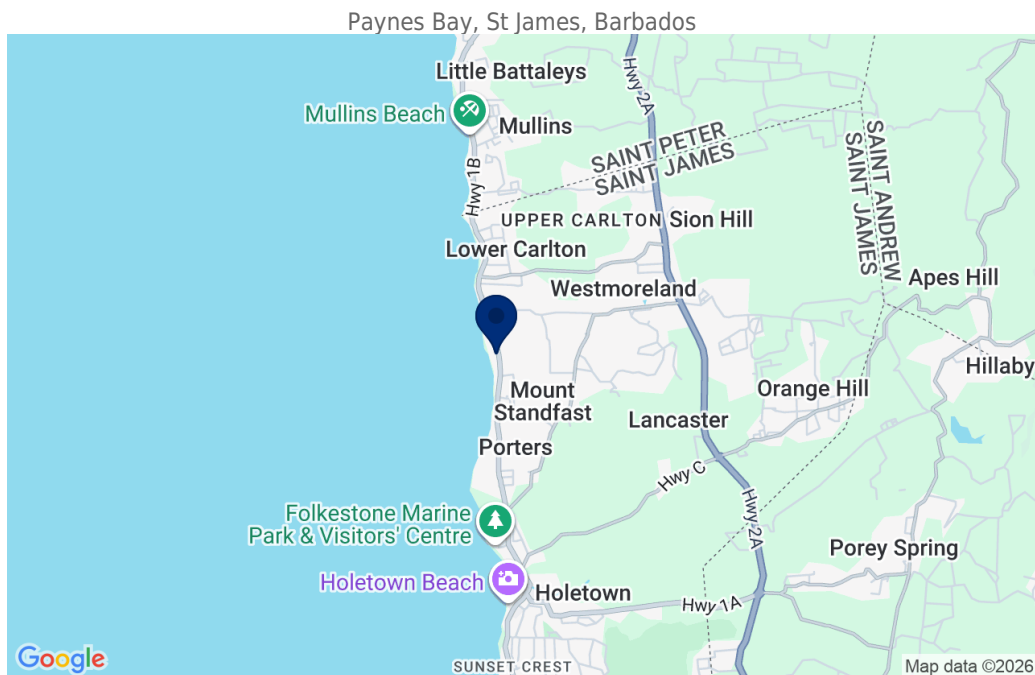 Paynes Bay, St James, Barbados
Little Battaleys
Mullins Beach
Mullins
Hwy 2A
SAINT PETER
SAINT JAMES
SAINT ANDREW
SAINT JAMES
Hwy 1B
UPPER CARLTON
Sion Hill
Lower Carlton
Apes Hill
Westmoreland
Hillaby
Mount
Standfast
Orange Hill
Lancaster
Porters
Hwy C
Folkestone Marine
Park & Visitors' Centre
Hwy 2A
Porey Spring
Holetown Beach
Holetown
Hwy 1A
Google
SUNSET CREST
Map data ©2026